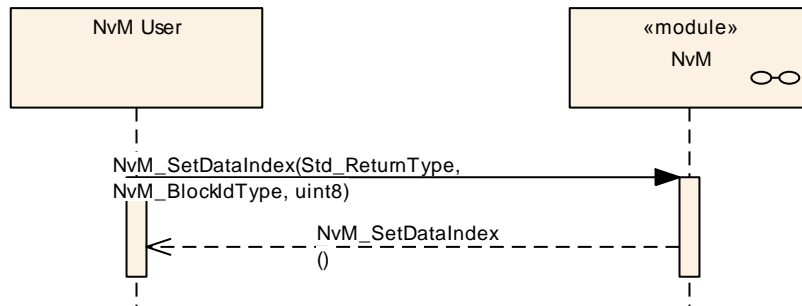 NvM User
«module»
NvM
NvM_SetDataIndex(Std_ReturnType,
NvM_BlockIdType, uint8)
NvM_SetDataIndex
()